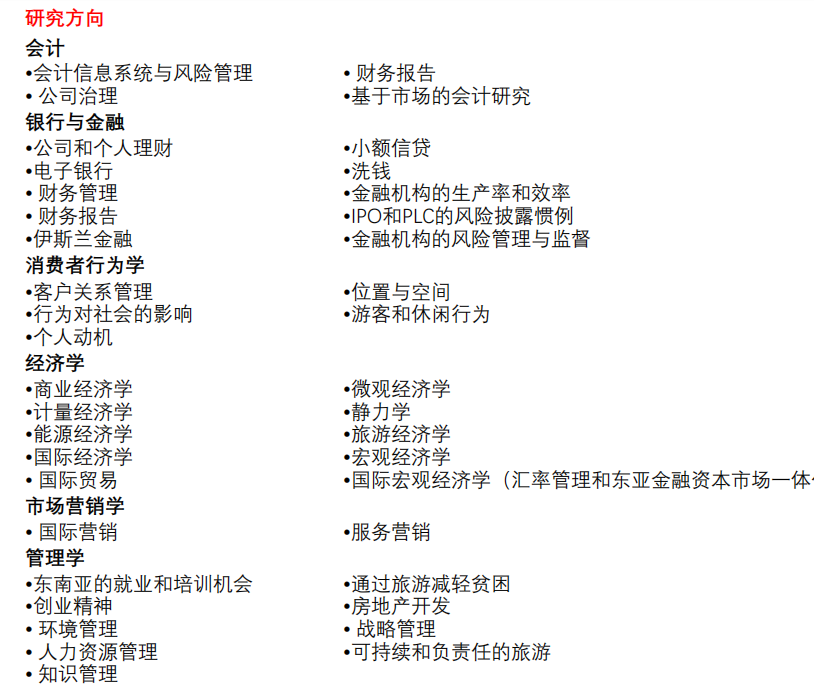 研究方向
会计
•会计信息系统与风险管理 • 财务报告
• 公司治理 •基于市场的会计研究
银行与金融
•公司和个人理财 •小额信贷
•电子银行 •洗钱
• 财务管理 •金融机构的生产率和效率
• 财务报告 •IPO和PLC的风险披露惯例
•伊斯兰金融 •金融机构的风险管理与监督
消费者行为学
•客户关系管理 •位置与空间
•行为对社会的影响 •游客和休闲行为
•个人动机
经济学
•商业经济学 •微观经济学
•计量经济学 •静力学
•能源经济学 •旅游经济学
•国际经济学 •宏观经济学
• 国际贸易 •国际宏观经济学（汇率管理和东亚金融资本市场一体
市场营销学
• 国际营销 •服务营销
管理学
•东南亚的就业和培训机会 •通过旅游减轻贫困
•创业精神 •房地产开发
• 环境管理 • 战略管理
• 人力资源管理 •可持续和负责任的旅游
• 知识管理